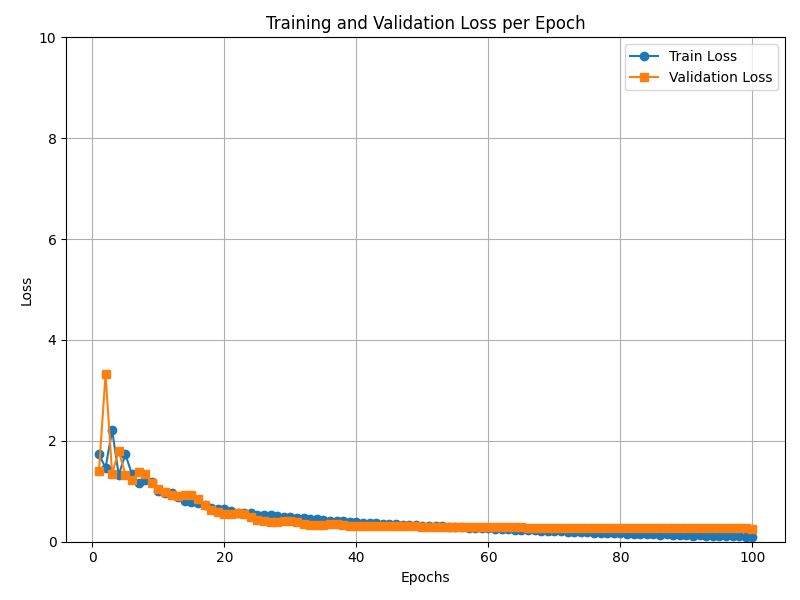 Training and Validation Loss per Epoch
10
8
6
4
2
0
Loss
Train Loss
Validation Loss
0 20 40 60 80 100
Epochs